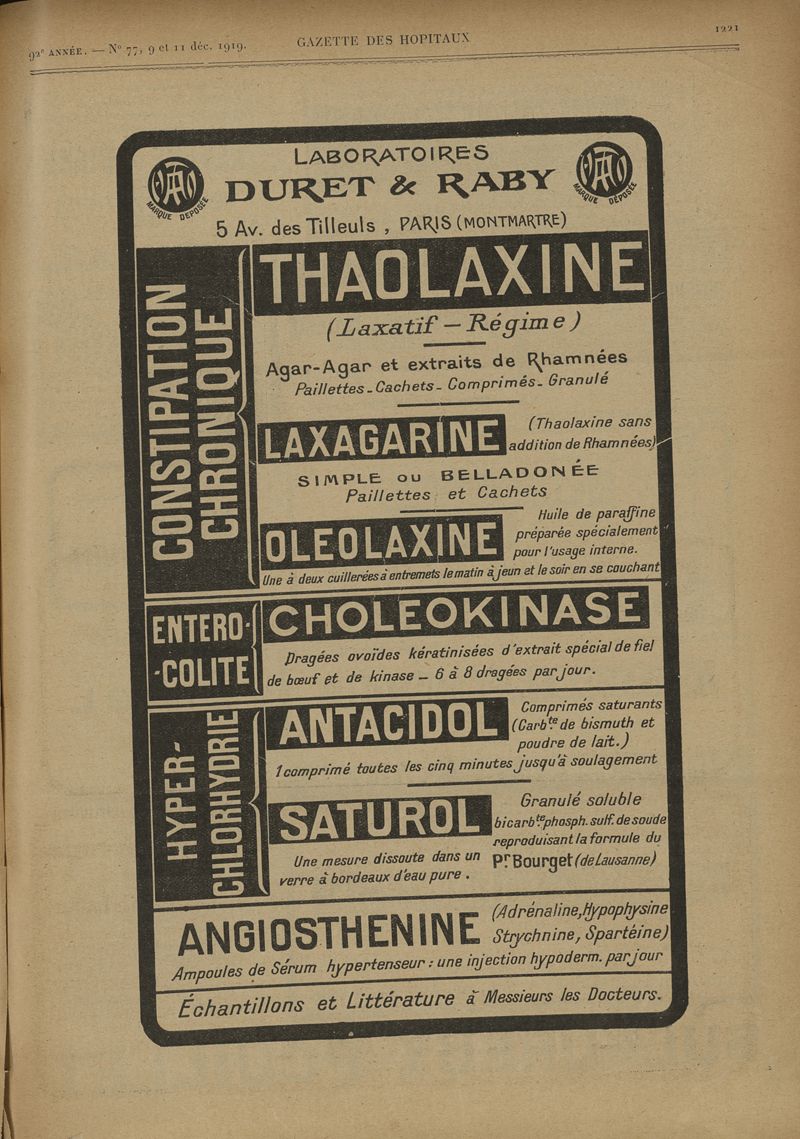 92e ANNÉE. — No 77, 9 et 11 déc. 1919.
GAZETTE DES HOPITAUX
1221
LABORATOIRES
DURET & RABY
MARQUE DÉPOSÉE
MARQUE DÉPOSÉE
5 Av. des Tilleuls , PARIS (MONTMARTRE)
CONSTIPATION
CHRONIQUE
THAOLAXINE
(Laxatif — Régime)
Agar-Agar et extraits de Rhamnées
Paillettes - Cachets - Comprimés - Granulé
LAXAGARINE
(Thaolaxine sans
addition de Rhamnées)
SIMPLE OU BELLADONÉE
Paillettes et Cachets
OLEOLAXINE
Huile de paraffine
préparée spécialement
pour l'usage interne.
Une à deux cuillerées à entremets le matin à jeun et le soir en se couchant
ENTERO-
-COLITE
CHOLEOKINASE
Dragées ovoïdes kératinisées d'extrait spécial de fiel
de bœuf et de kinase — 6 à 8 dragées par jour.
HYPER-
CHLORHYDRIE
ANTACIDOL
Comprimés saturants
(Carb.te de bismuth et
poudre de lait.)
1 comprimé toutes les cinq minutes jusqu'à soulagement
SATUROL
Granulé soluble
bicarb.te phosph. sulf. de soude
reproduisant la formule du
Pr. Bourget (de Lausanne)
Une mesure dissoute dans un
verre à bordeaux d'eau pure .
ANGIOSTHENINE
(Adrénaline, Hypophysine
Strychnine, Spartéine)
Ampoules de Sérum hypertenseur : une injection hypoderm. par jour
Échantillons et Littérature à Messieurs les Docteurs.